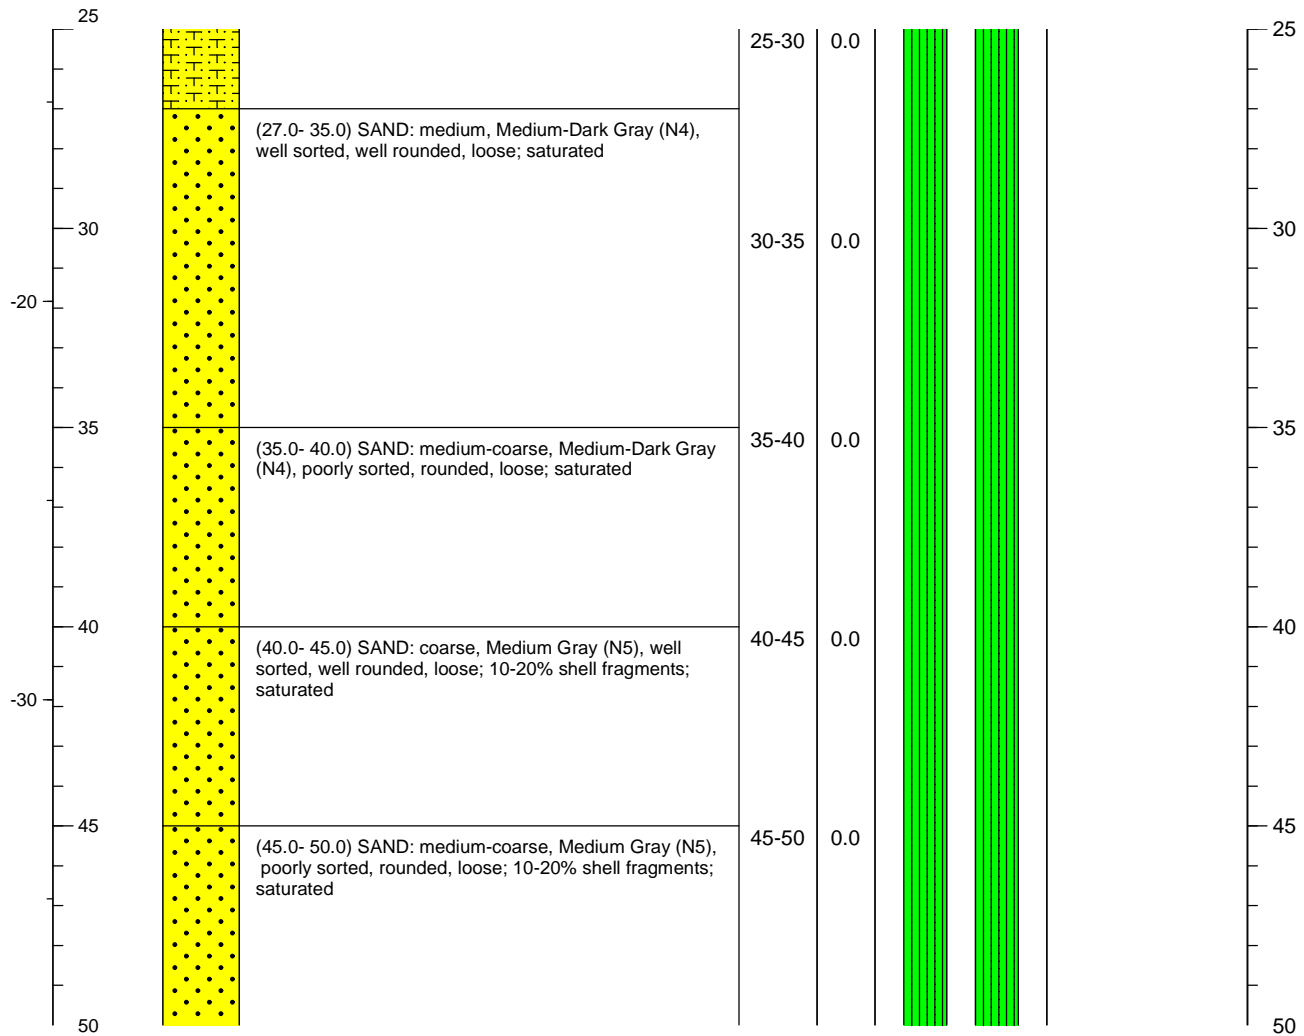 25
25-30 0.0
25
(27.0- 35.0) SAND: medium, Medium-Dark Gray (N4),
well sorted, well rounded, loose; saturated
30
30-35 0.0
30
-20
35
(35.0- 40.0) SAND: medium-coarse, Medium-Dark Gray
(N4), poorly sorted, rounded, loose; saturated
35-40 0.0
35
40
(40.0- 45.0) SAND: coarse, Medium Gray (N5), well
sorted, well rounded, loose; 10-20% shell fragments;
saturated
40-45 0.0
40
-30
45
(45.0- 50.0) SAND: medium-coarse, Medium Gray (N5),
poorly sorted, rounded, loose; 10-20% shell fragments;
saturated
45-50 0.0
45
50
50